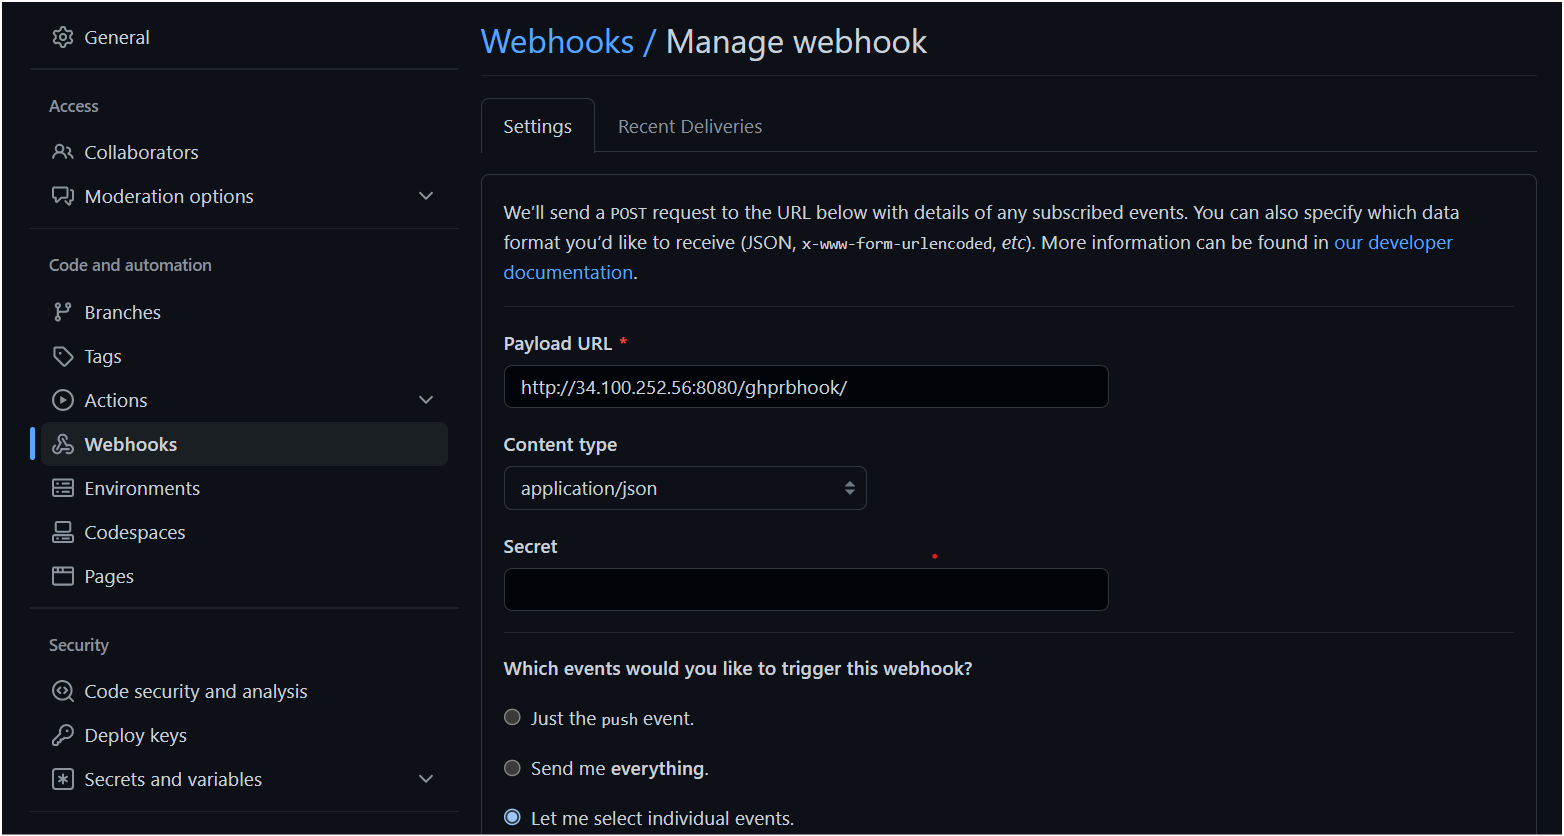 General
Access
Collaborators
Moderation options
Code and automation
Branches
Tags
Actions
Webhooks
Environments
Codespaces
Pages
Security
Code security and analysis
Deploy keys
Secrets and variables
Webhooks / Manage webhook
Settings
Recent Deliveries
We’ll send a POST request to the URL below with details of any subscribed events. You can also specify which data
format you’d like to receive (JSON, x-www-form-urlencoded, etc). More information can be found in our developer
documentation.
Payload URL *
http://34.100.252.56:8080/ghprbhook/
Content type
application/json
Secret
Which events would you like to trigger this webhook?
Just the push event.
Send me everything.
Let me select individual events.